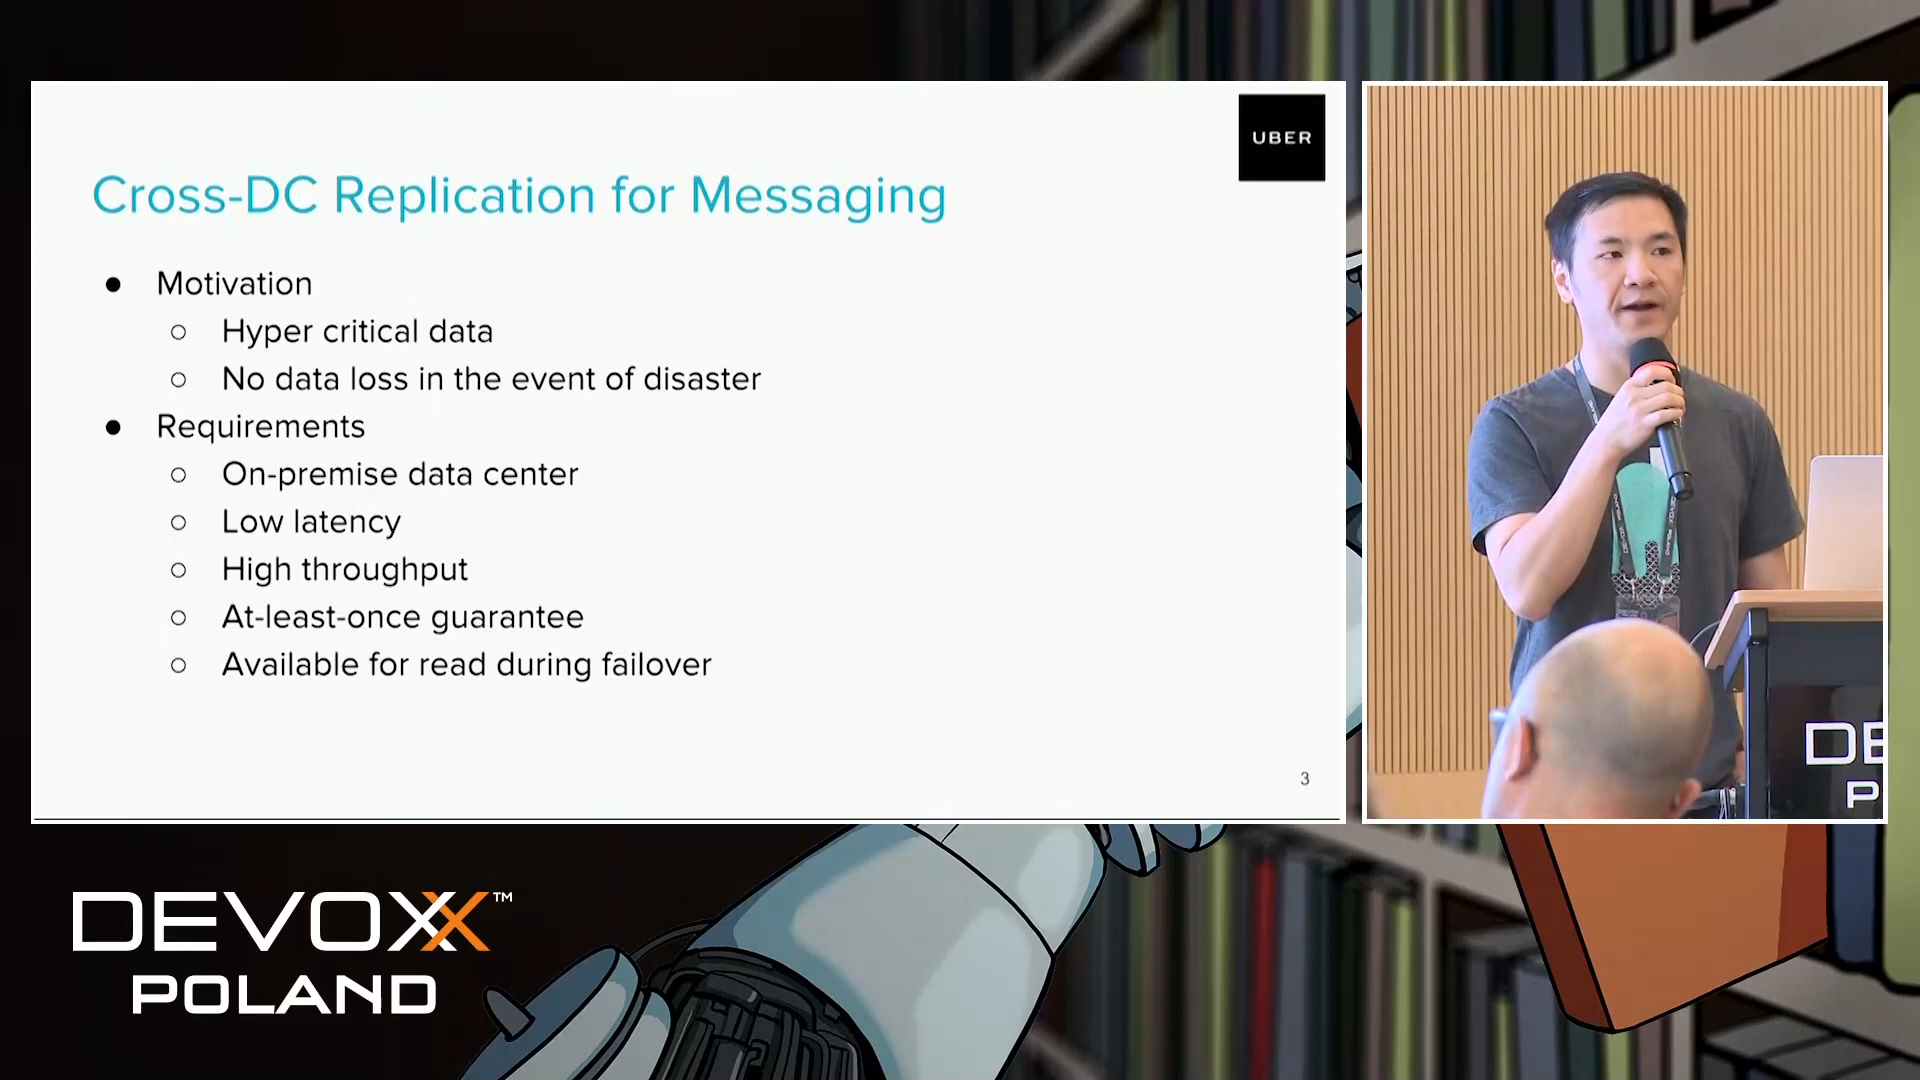 UBER
Cross-DC Replication for Messaging
● Motivation
○ Hyper critical data
○ No data loss in the event of disaster
● Requirements
○ On-premise data center
○ Low latency
○ High throughput
○ At-least-once guarantee
○ Available for read during failover
3
DE
P
DEVOXX™
POLAND